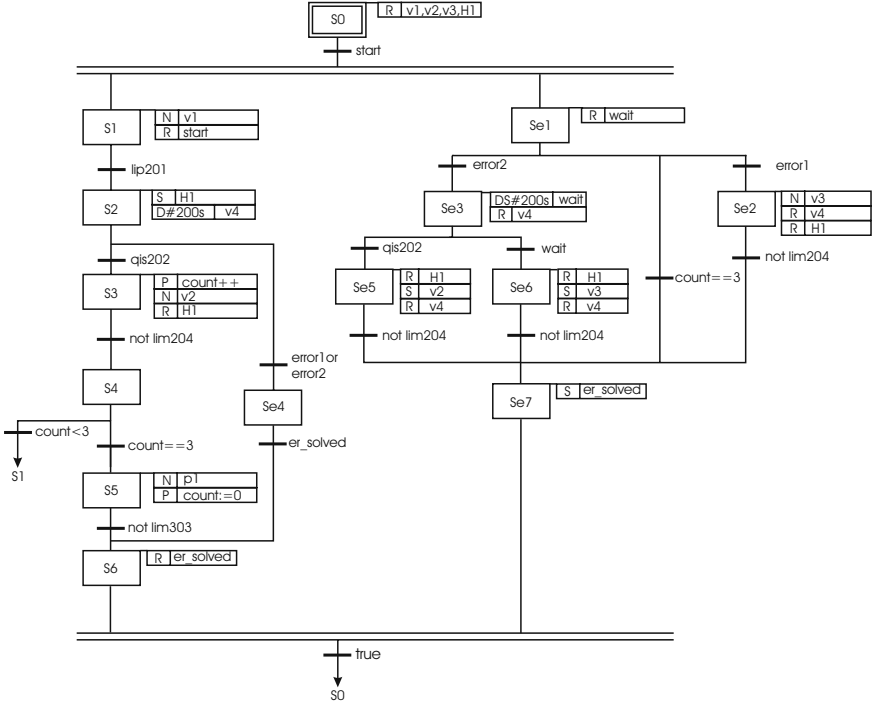 S0
R v1,v2,v3,H1
start
S1
N v1
R start
Se1
R wait
lip201
error2
error1
S2
S H1
D#200s v4
Se3
DS#200s wait
R v4
Se2
N v3
R v4
R H1
qis202
qis202
wait
not lim204
S3
P count++
N v2
R H1
Se5
R H1
S v2
R v4
Se6
R H1
S v3
R v4
count==3
not lim204
not lim204
not lim204
error1or
error2
S4
Se4
Se7
S er_solved
count<3
count==3
er_solved
S1
S5
N p1
P count:=0
not lim303
S6
R er_solved
true
S0